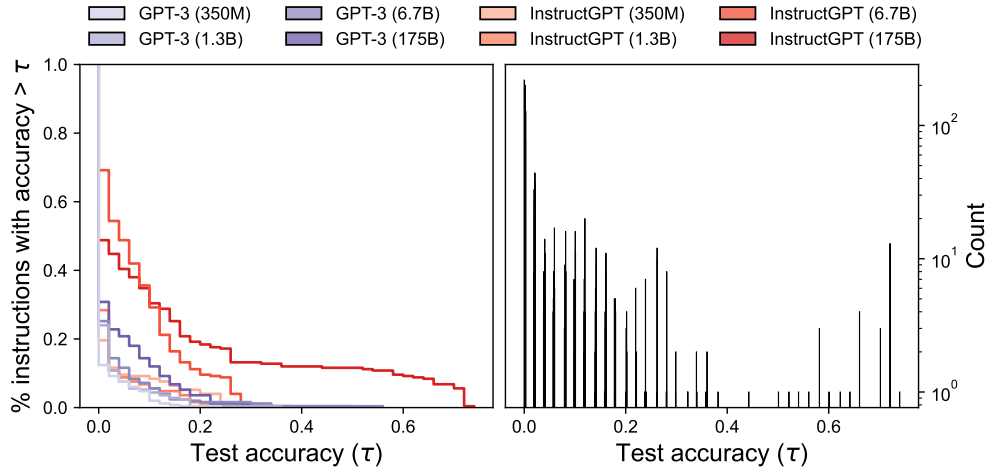 GPT-3 (350M) GPT-3 (6.7B) InstructGPT (350M) InstructGPT (6.7B)
GPT-3 (1.3B) GPT-3 (175B) InstructGPT (1.3B) InstructGPT (175B)
% instructions with accuracy > τ
1.0
0.8
0.6
0.4
0.2
0.0
0.0 0.2 0.4 0.6
Test accuracy (τ)
10²
10¹
10⁰
Count
0.0 0.2 0.4 0.6
Test accuracy (τ)